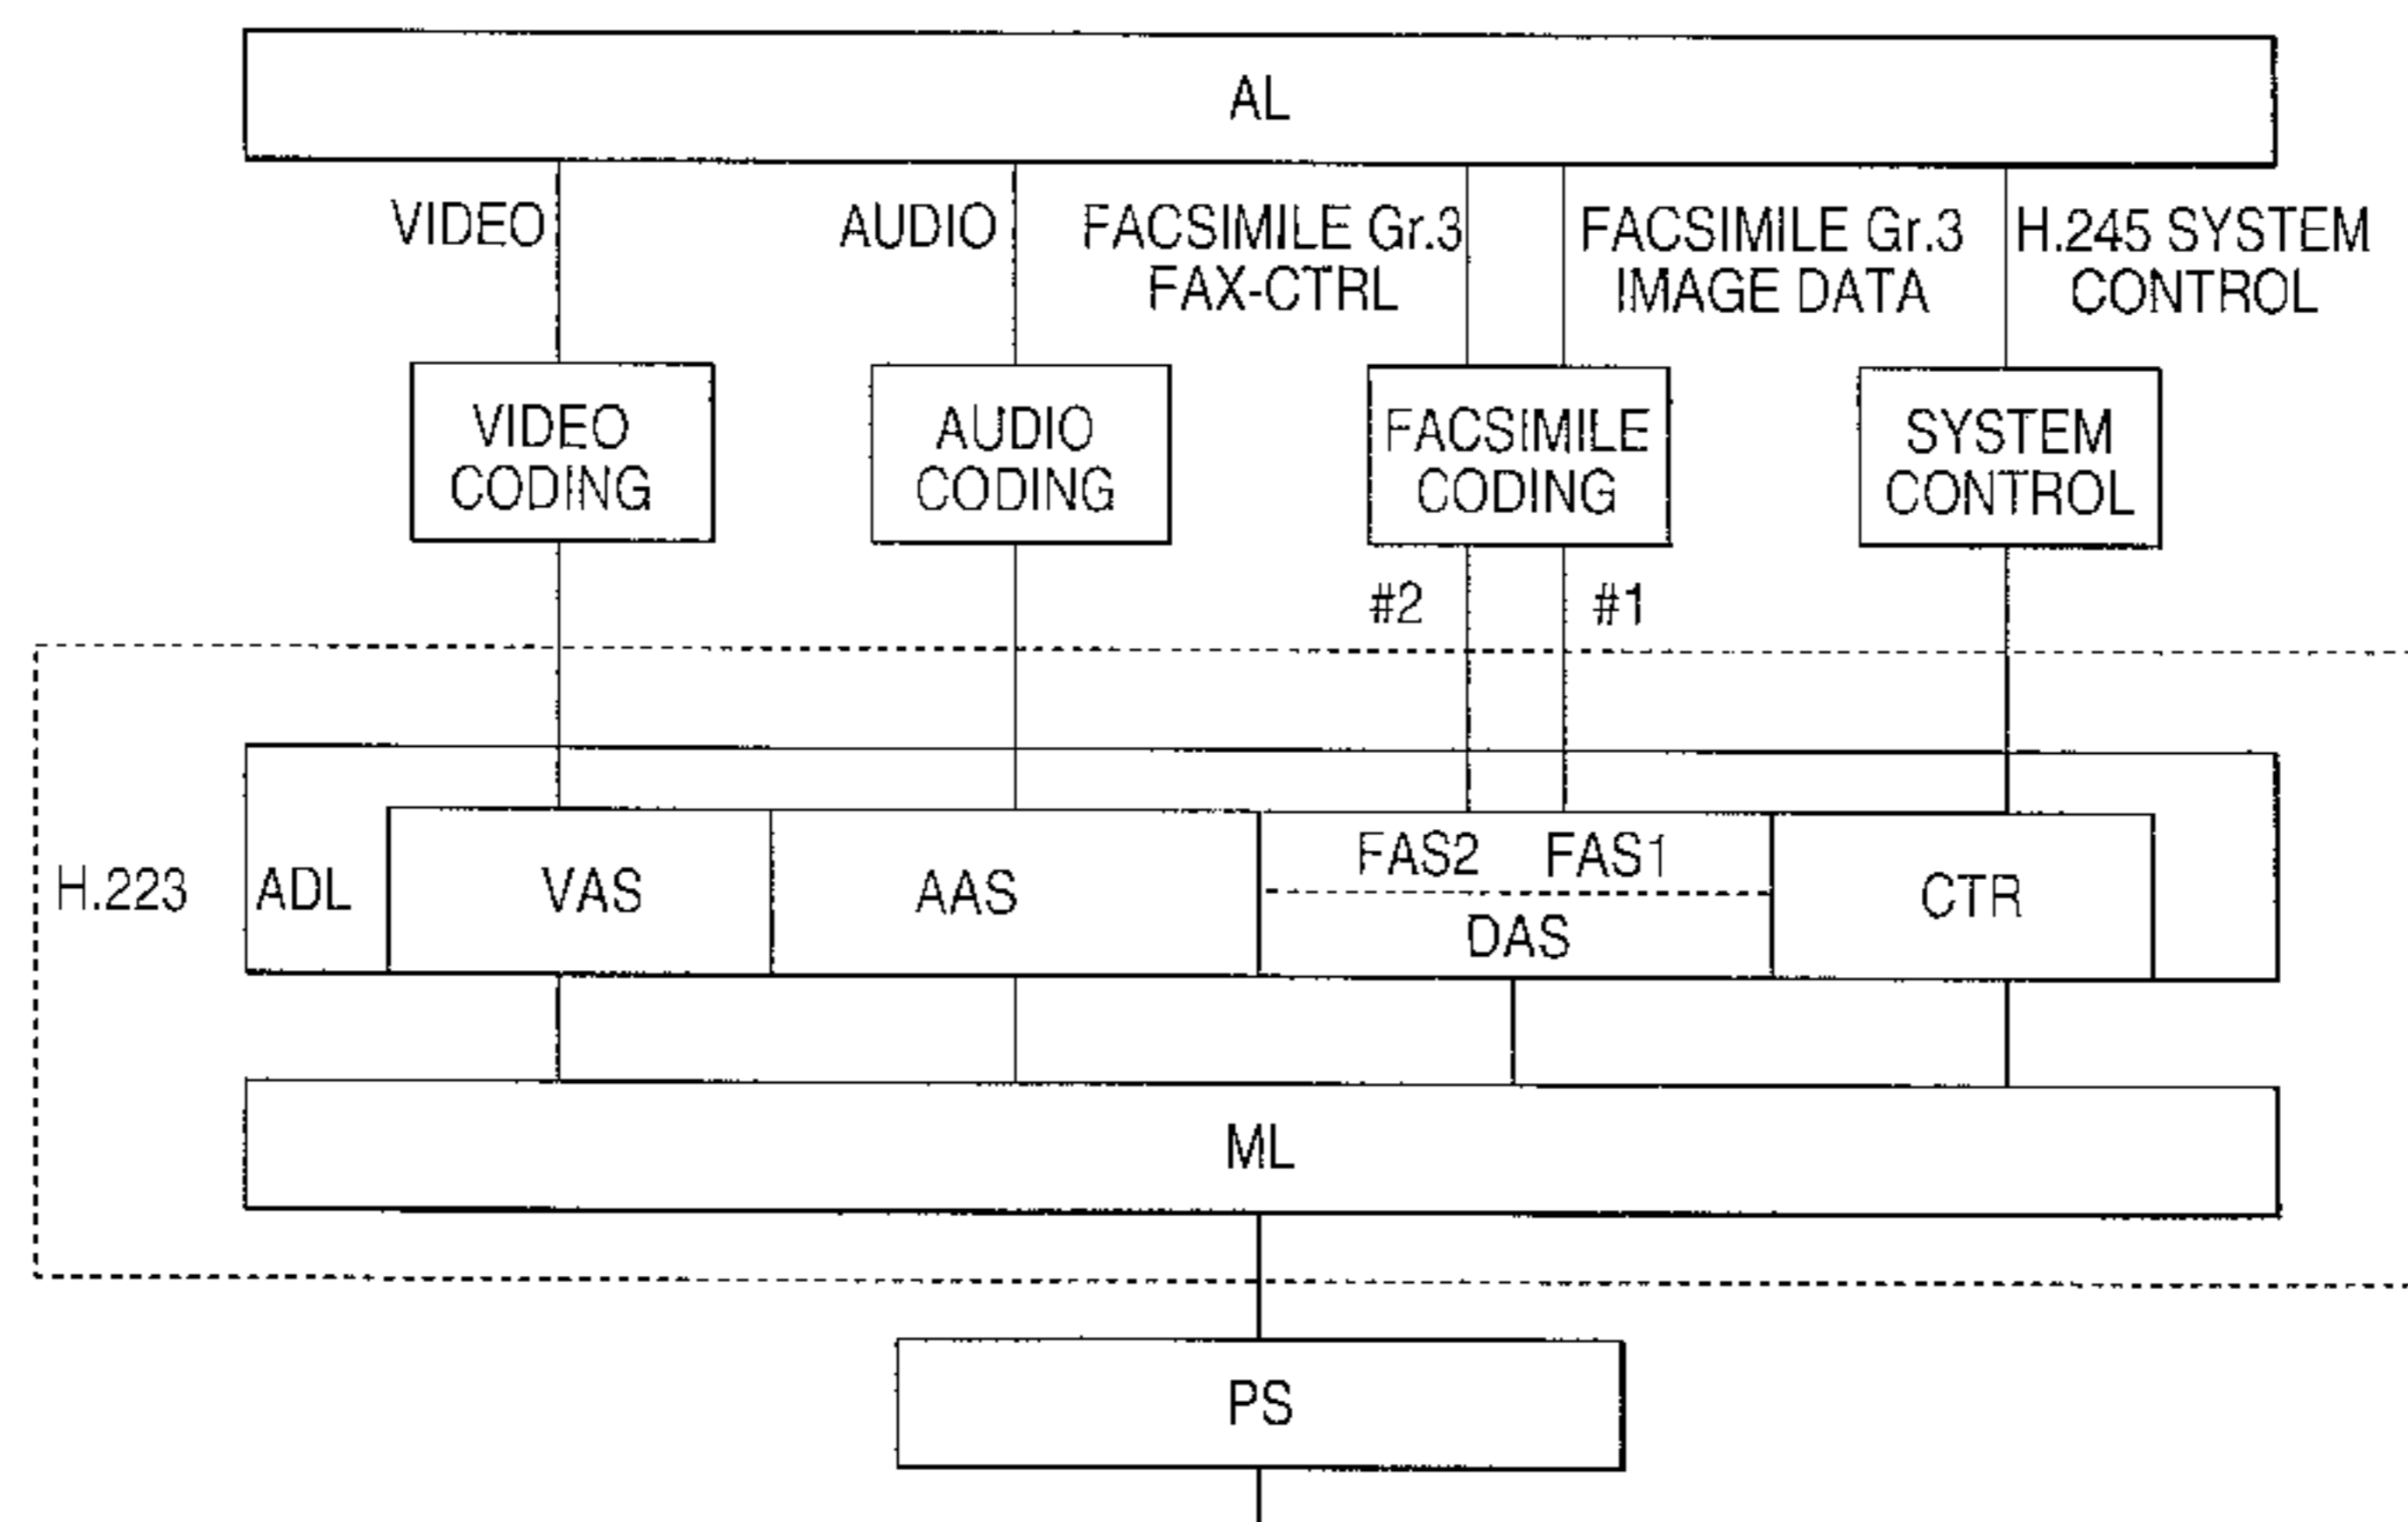 AL
VIDEO
AUDIO
FACSIMILE Gr.3
FAX-CTRL
FACSIMILE Gr.3
IMAGE DATA
H.245 SYSTEM
CONTROL
VIDEO
CODING
AUDIO
CODING
FACSIMILE
CODING
SYSTEM
CONTROL
#2
#1
H.223
ADL
VAS
AAS
FAS2
FAS1
DAS
CTR
ML
PS